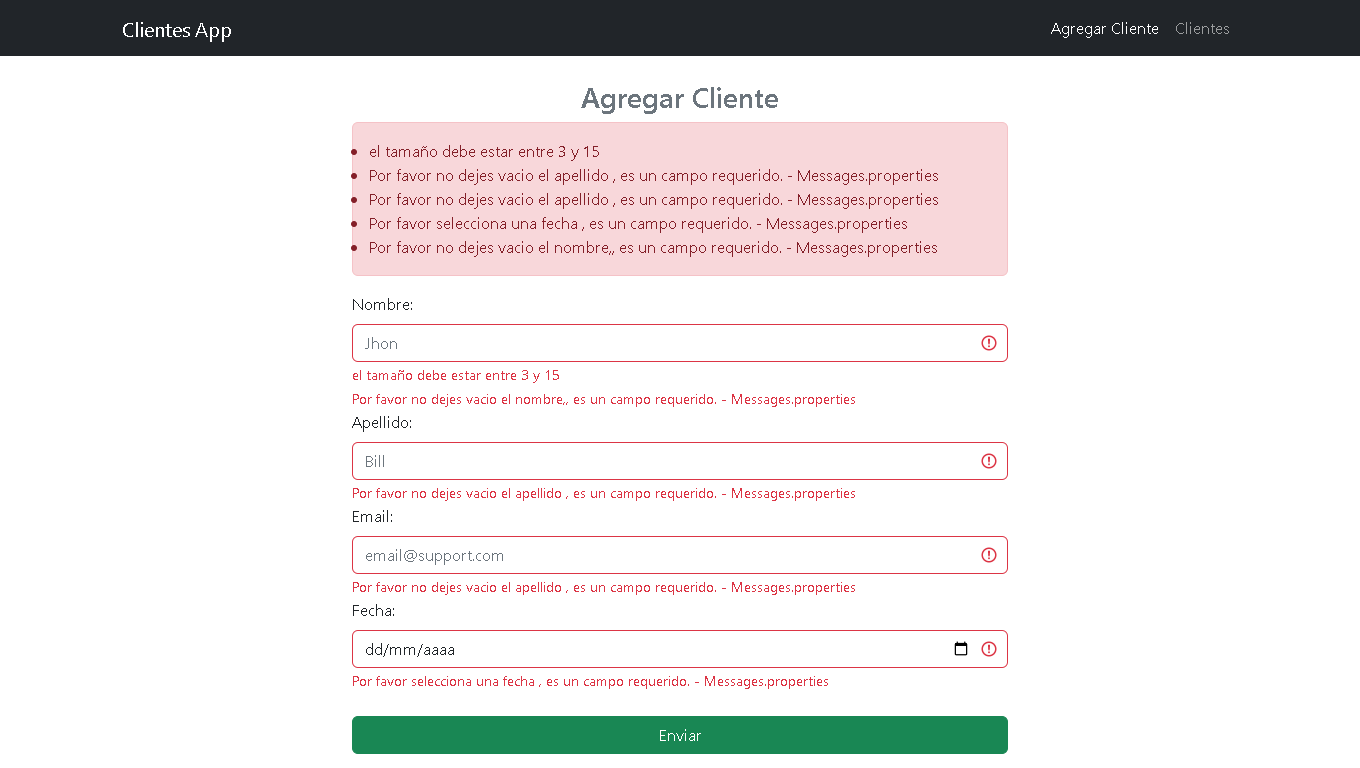 Clientes App
Agregar Cliente
Clientes
Agregar Cliente
el tamaño debe estar entre 3 y 15
Por favor no dejes vacio el apellido , es un campo requerido. - Messages.properties
Por favor no dejes vacio el apellido , es un campo requerido. - Messages.properties
Por favor selecciona una fecha , es un campo requerido. - Messages.properties
Por favor no dejes vacio el nombre,, es un campo requerido. - Messages.properties
Nombre:
Jhon
el tamaño debe estar entre 3 y 15
Por favor no dejes vacio el nombre,, es un campo requerido. - Messages.properties
Apellido:
Bill
Por favor no dejes vacio el apellido , es un campo requerido. - Messages.properties
Email:
email@support.com
Por favor no dejes vacio el apellido , es un campo requerido. - Messages.properties
Fecha:
dd/mm/aaaa
Por favor selecciona una fecha , es un campo requerido. - Messages.properties
Enviar